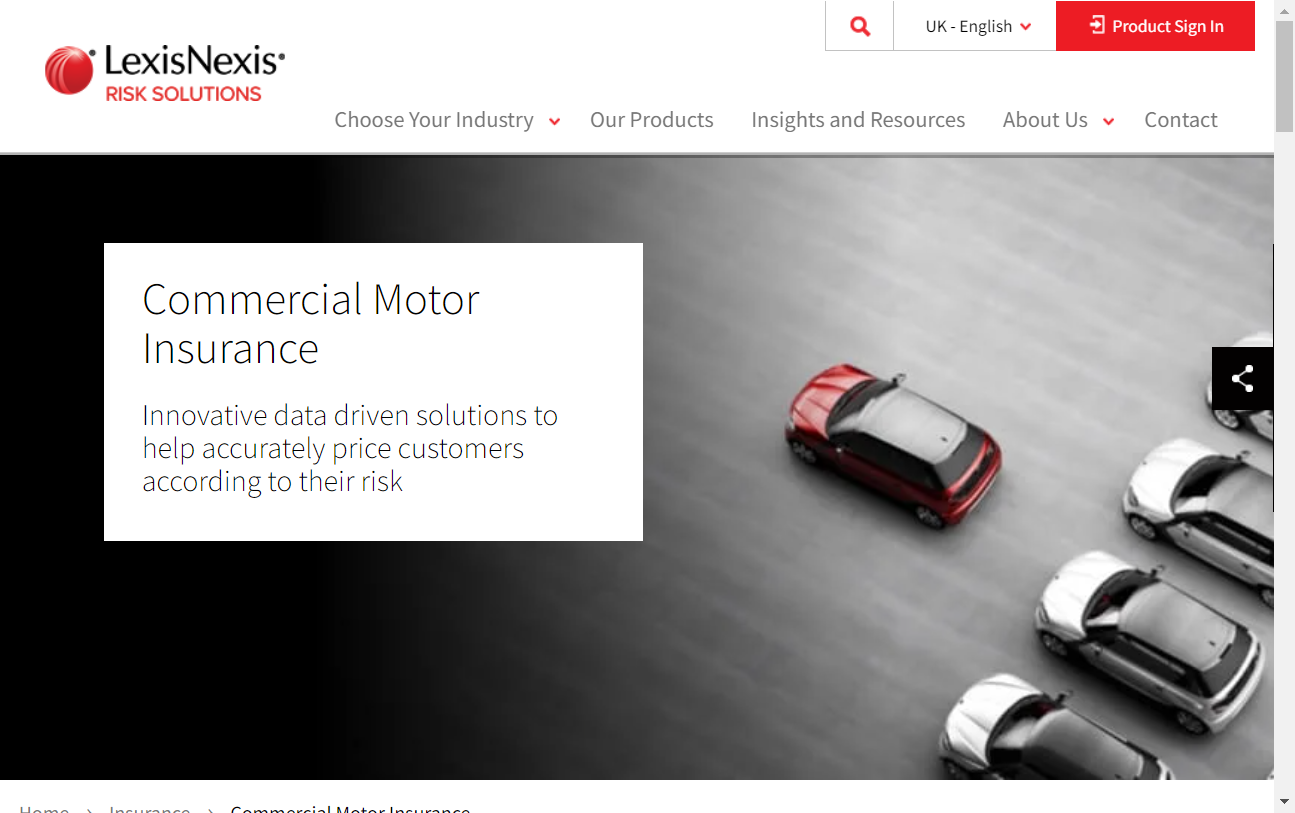 UK - English
Product Sign In
LexisNexis
RISK SOLUTIONS
Choose Your Industry
Our Products
Insights and Resources
About Us
Contact
Commercial Motor
Insurance
Innovative data driven solutions to
help accurately price customers
according to their risk
Home > Insurance > Commercial Motor Insurance